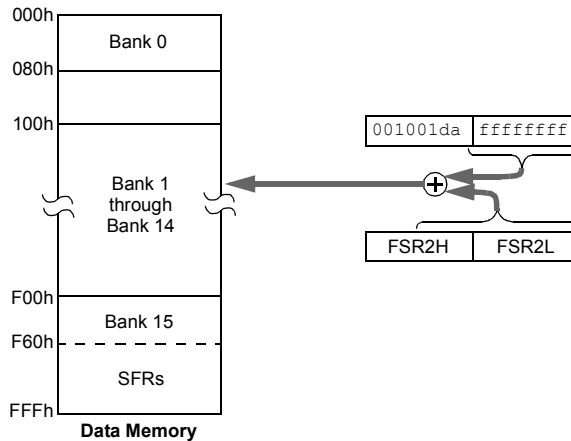 000h
Bank 0
080h
100h
001001da ffffffff
Bank 1
through
Bank 14
FSR2H FSR2L
F00h
Bank 15
F60h
SFRs
FFFh
Data Memory